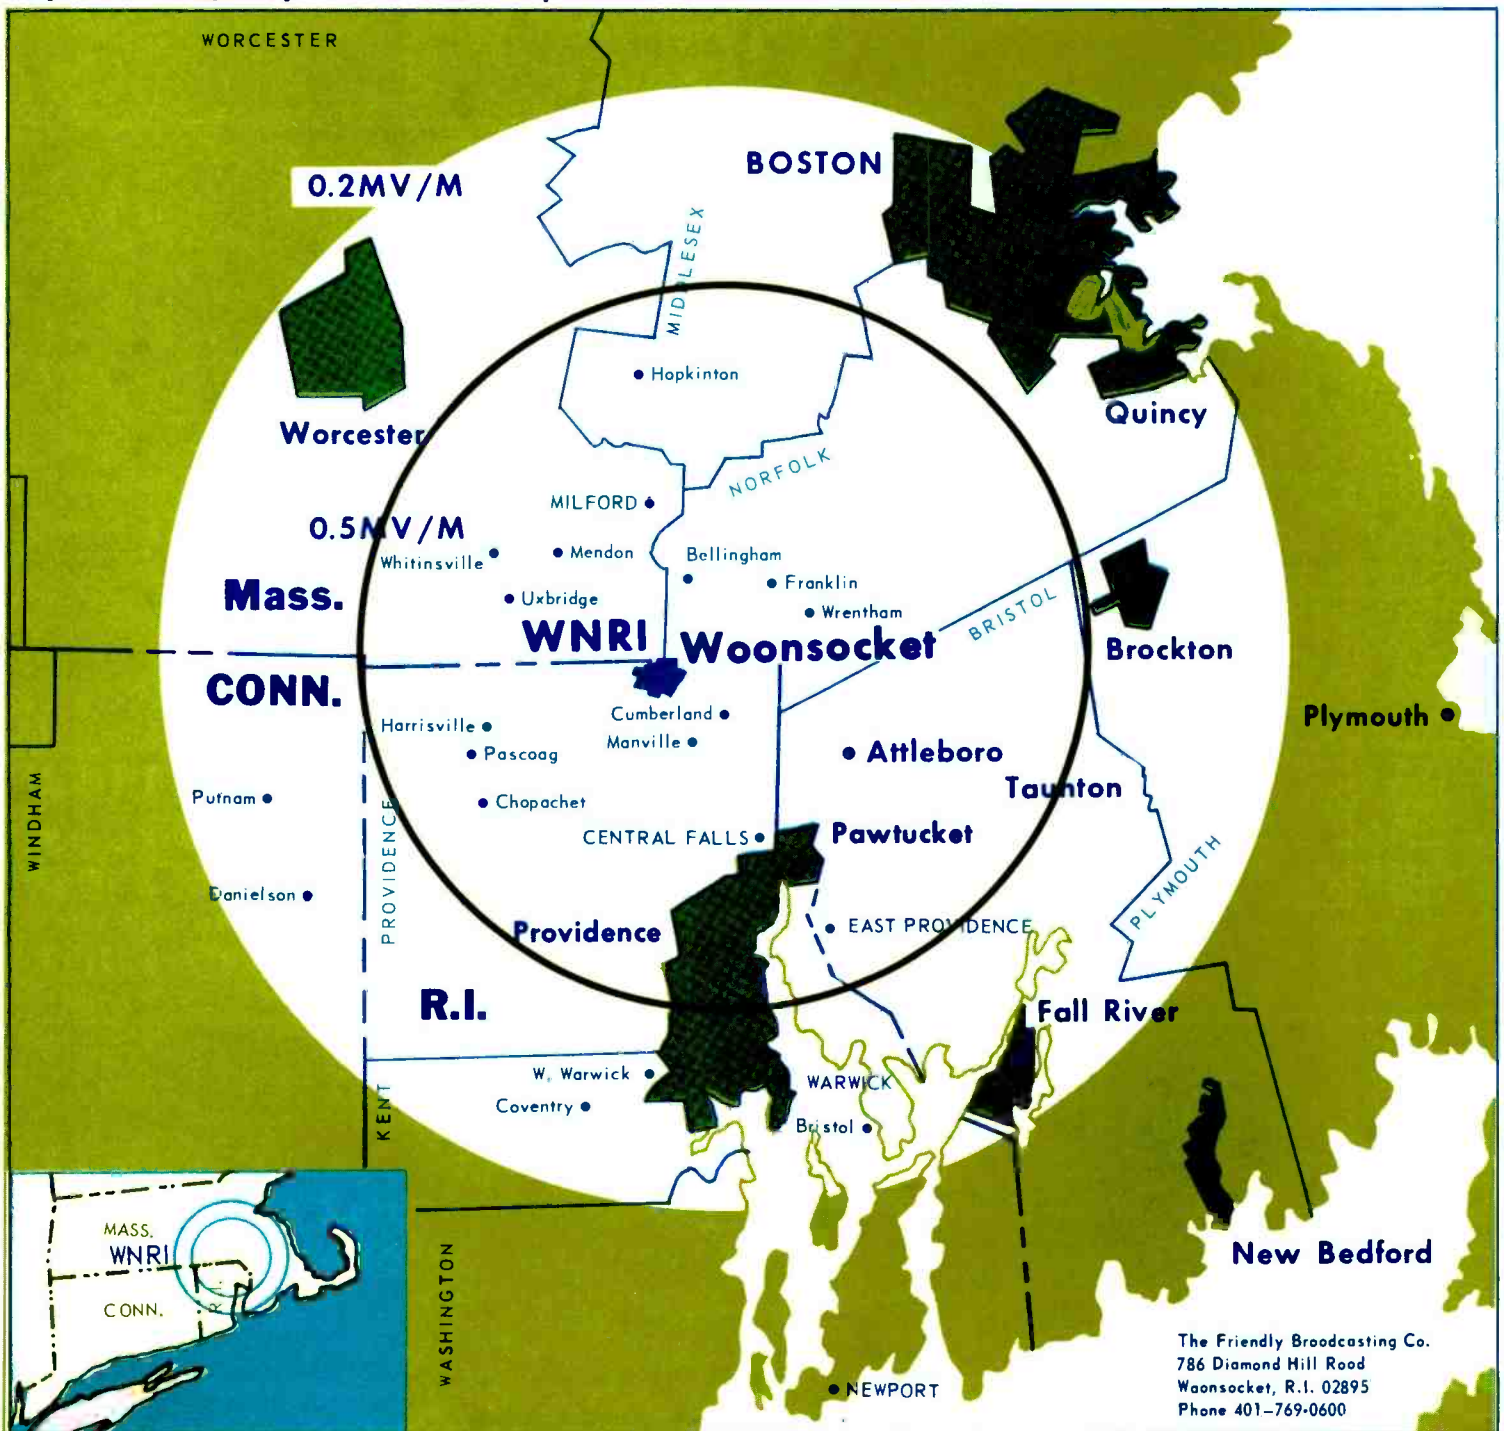 WORCESTER
BOSTON
0.2MV/M
MIDDLESEX
Hopkinton
Quincy
Worcester
NORFOLK
MILFORD
0.5MV/M
Whitinsville
Mendon
Bellingham
Franklin
Uxbridge
Wrentham
Mass.
BRISTOL
WNRI
Woonsocket
Brockton
CONN.
Cumberland
Plymouth
Harrisville
Manville
Pascoag
Attleboro
WINDHAM
Putnam
Chopachet
Taunton
PROVIDENCE
CENTRAL FALLS
Pawtucket
Danielson
PLYMOUTH
Providence
EAST PROVIDENCE
R.I.
Fall River
W. Warwick
WARWICK
KENT
Coventry
Bristol
MASS.
WNRI
CONN.
R.I.
WASHINGTON
New Bedford
NEWPORT
The Friendly Broodcasting Co.
786 Diamond Hill Rood
Waonsocket, R.I. 02895
Phone 401-769-0600